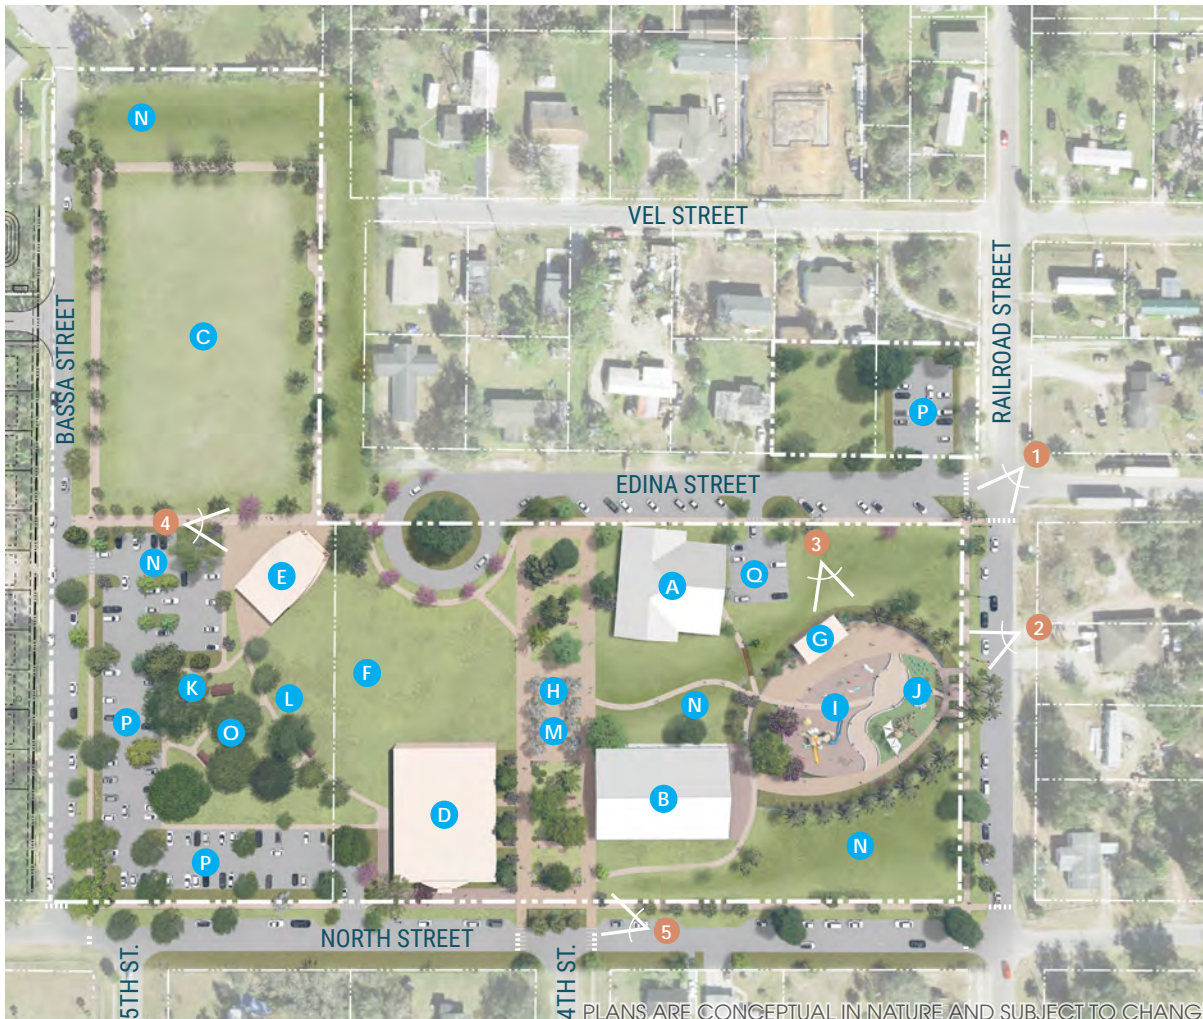 N
VEL STREET
C
BASSA STREET
RAILROAD STREET
P
1
EDINA STREET
4
N
E
A
Q
3
G
2
K
L
F
H
N
I
J
P
O
M
D
B
N
P
NORTH STREET
5
5TH ST.
4TH ST.
PLANS ARE CONCEPTUAL IN NATURE AND SUBJECT TO CHANG